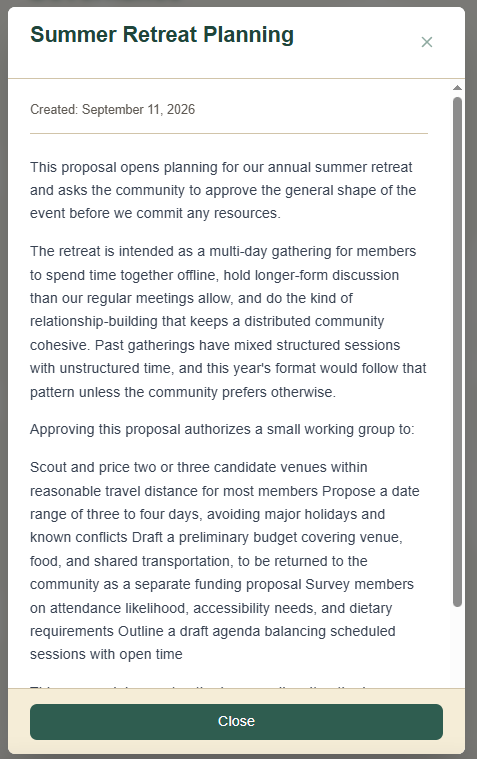 Summer Retreat Planning
×
Created: September 11, 2026
This proposal opens planning for our annual summer retreat
and asks the community to approve the general shape of the
event before we commit any resources.
The retreat is intended as a multi-day gathering for members
to spend time together offline, hold longer-form discussion
than our regular meetings allow, and do the kind of
relationship-building that keeps a distributed community
cohesive. Past gatherings have mixed structured sessions
with unstructured time, and this year's format would follow that
pattern unless the community prefers otherwise.
Approving this proposal authorizes a small working group to:
Scout and price two or three candidate venues within
reasonable travel distance for most members Propose a date
range of three to four days, avoiding major holidays and
known conflicts Draft a preliminary budget covering venue,
food, and shared transportation, to be returned to the
community as a separate funding proposal Survey members
on attendance likelihood, accessibility needs, and dietary
requirements Outline a draft agenda balancing scheduled
sessions with open time
Close